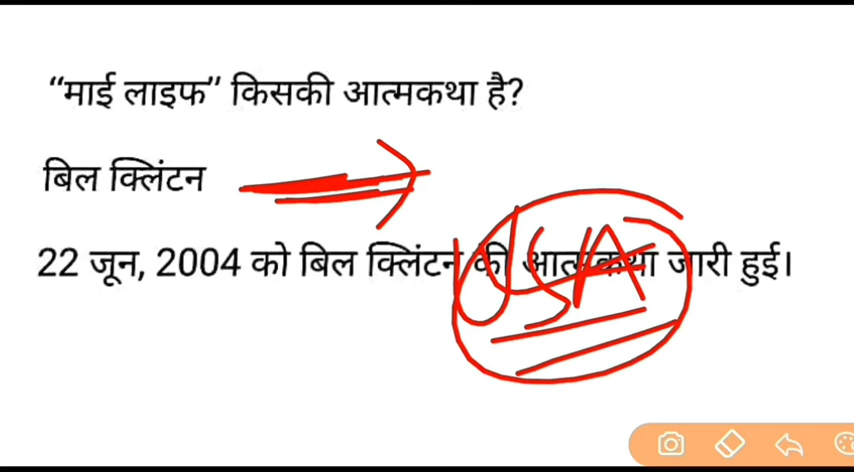 “माई लाइफ” किसकी आत्मकथा है?
बिल क्लिंटन
22 जून, 2004 को बिल क्लिंटन की आत्मकथा जारी हुई।
USA